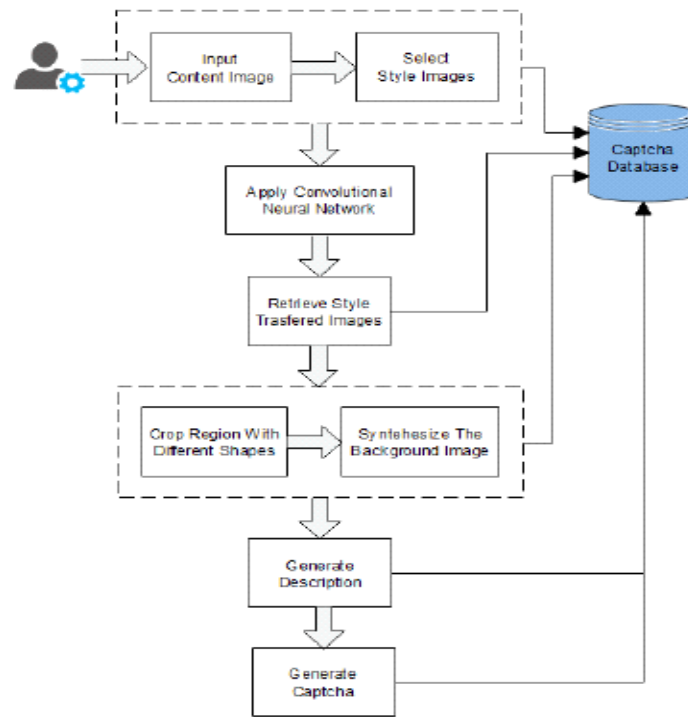 Input
Content Image
Select
Style Images
Captcha
Database
Apply Convolutional
Neural Network
Retrieve Style
Trasfered Images
Crop Region With
Different Shapes
Syntehesize The
Background Image
Generate
Description
Generate
Captcha